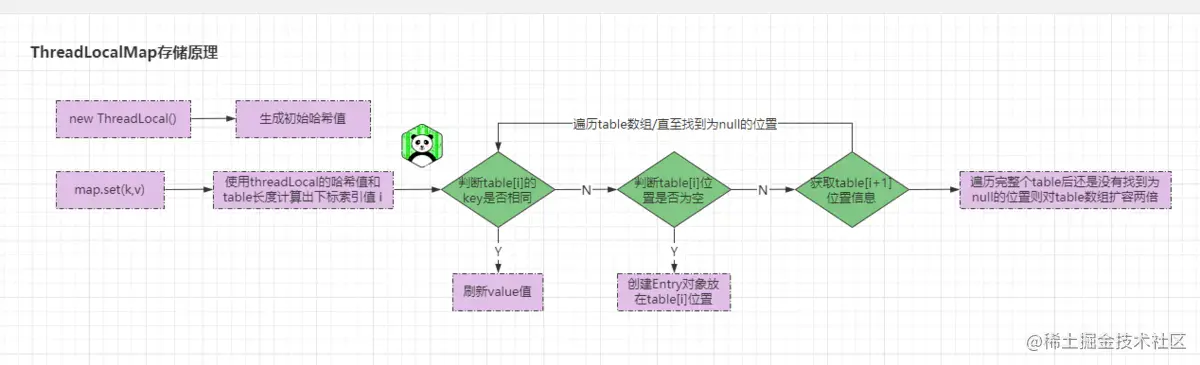 ThreadLocalMap存储原理
new ThreadLocal()
生成初始哈希值
遍历table数组/直至找到为null的位置
map.set(k,v)
使用threadLocal的哈希值和
table长度计算出下标索引值 i
判断table[i]的
key是否相同
N
判断table[i]位
置是否为空
N
获取table[i+1]
位置信息
遍历完整个table后还是没有找到为
null的位置则对table数组扩容两倍
Y
Y
刷新value值
创建Entry对象放
在table[i]位置
@稀土掘金技术社区